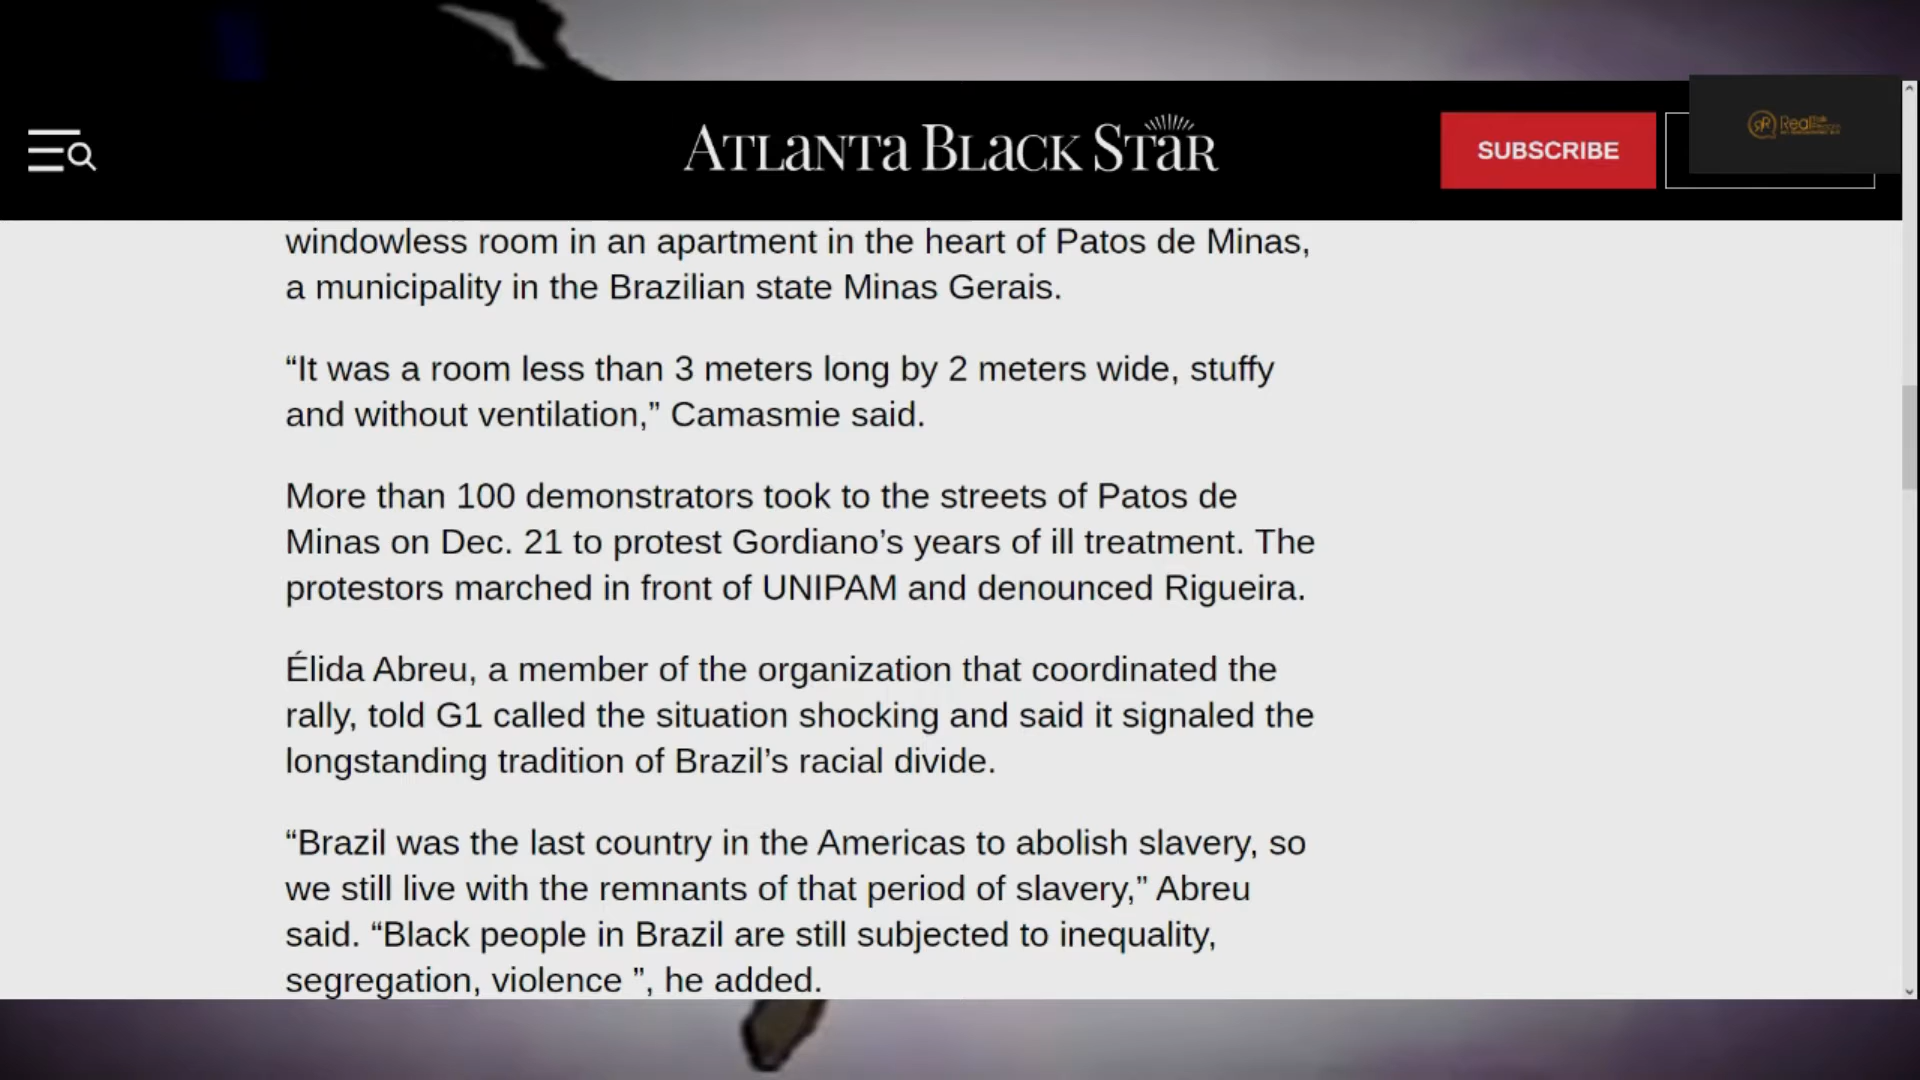 ATLANTA BLACK STAR
SUBSCRIBE
Real
windowless room in an apartment in the heart of Patos de Minas,
a municipality in the Brazilian state Minas Gerais.
“It was a room less than 3 meters long by 2 meters wide, stuffy
and without ventilation,” Camasmie said.
More than 100 demonstrators took to the streets of Patos de
Minas on Dec. 21 to protest Gordiano’s years of ill treatment. The
protestors marched in front of UNIPAM and denounced Rigueira.
Élida Abreu, a member of the organization that coordinated the
rally, told G1 called the situation shocking and said it signaled the
longstanding tradition of Brazil’s racial divide.
“Brazil was the last country in the Americas to abolish slavery, so
we still live with the remnants of that period of slavery,” Abreu
said. “Black people in Brazil are still subjected to inequality,
segregation, violence ”, he added.